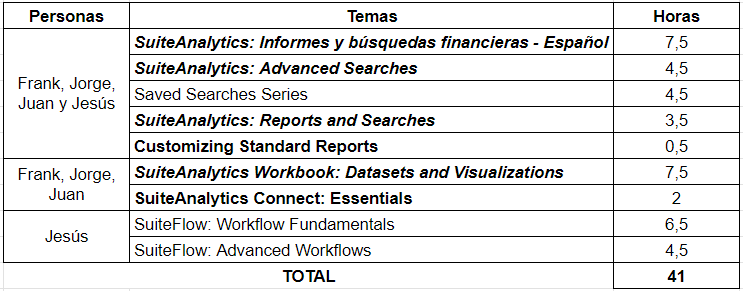 Personas Temas Horas
Frank, Jorge, Juan y Jesús
SuiteAnalytics: Informes y búsquedas financieras - Español 7,5
SuiteAnalytics: Advanced Searches 4,5
Saved Searches Series 4,5
SuiteAnalytics: Reports and Searches 3,5
Customizing Standard Reports 0,5
Frank, Jorge, Juan
SuiteAnalytics Workbook: Datasets and Visualizations 7,5
SuiteAnalytics Connect: Essentials 2
Jesús
SuiteFlow: Workflow Fundamentals 6,5
SuiteFlow: Advanced Workflows 4,5
TOTAL 41